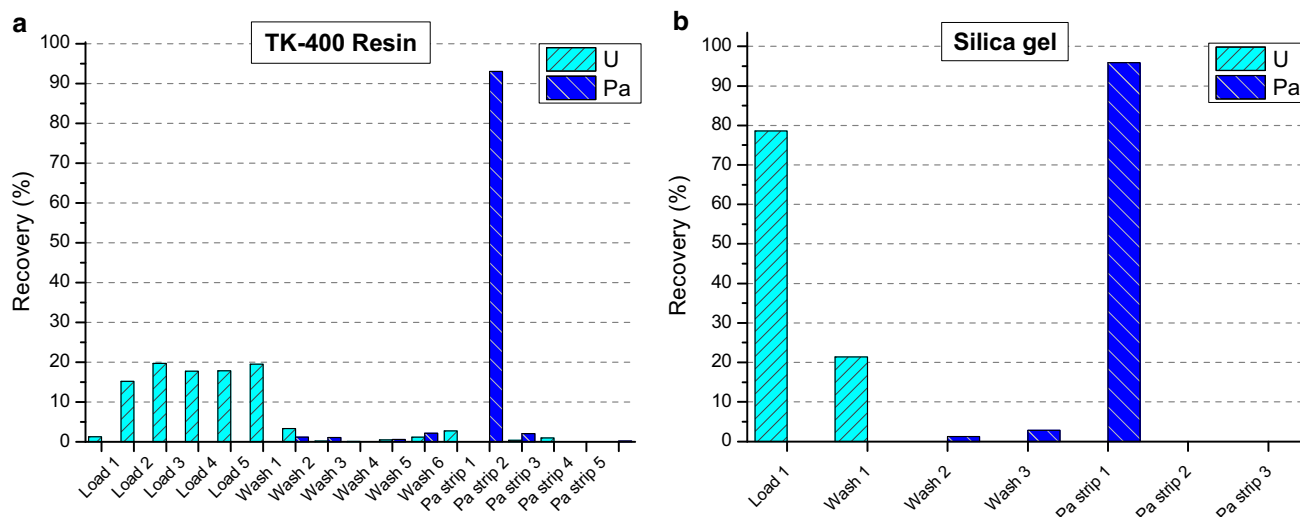 a
TK-400 Resin
U
Pa
Recovery (%)
100
90
80
70
60
50
40
30
20
10
0
Load 1
Load 2
Load 3
Load 4
Load 5
Wash 1
Wash 2
Wash 3
Wash 4
Wash 5
Wash 6
Pa strip 1
Pa strip 2
Pa strip 3
Pa strip 4
Pa strip 5
b
Silica gel
U
Pa
Recovery (%)
100
90
80
70
60
50
40
30
20
10
0
Load 1
Wash 1
Wash 2
Wash 3
Pa strip 1
Pa strip 2
Pa strip 3